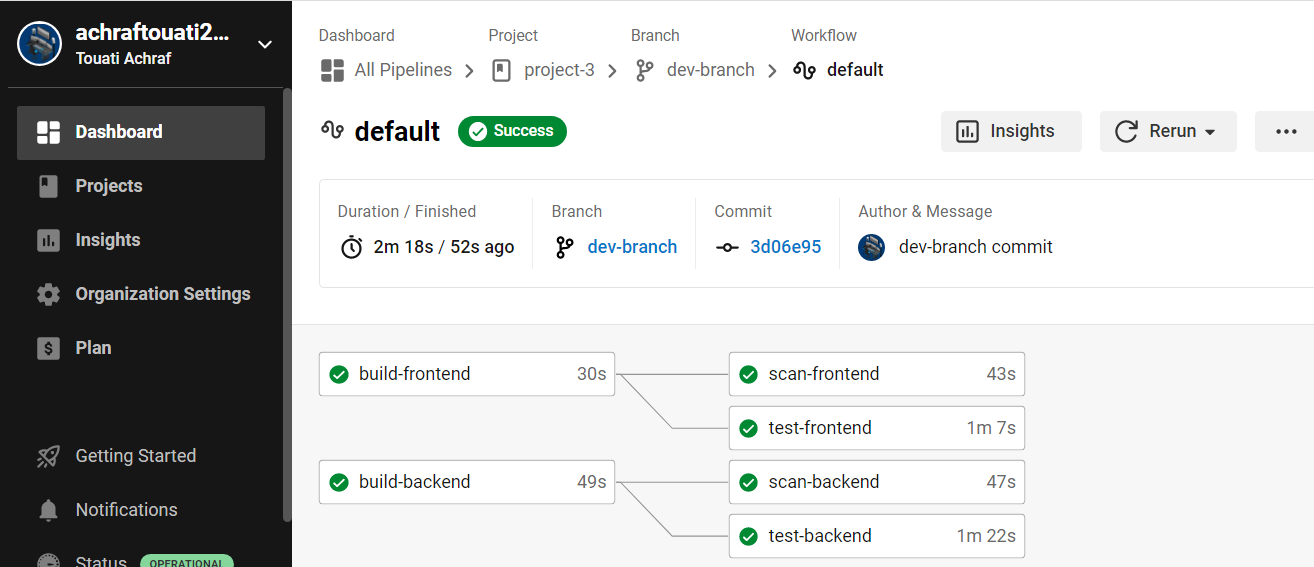 achraftouati2...
Touati Achraf
Dashboard
Projects
Insights
Organization Settings
Plan
Getting Started
Notifications
Status OPERATIONAL
Dashboard Project Branch Workflow
All Pipelines project-3 dev-branch default
default Success Insights Rerun
Duration / Finished Branch Commit Author & Message
2m 18s / 52s ago dev-branch 3d06e95 dev-branch commit
build-frontend 30s scan-frontend 43s
test-frontend 1m 7s
build-backend 49s scan-backend 47s
test-backend 1m 22s